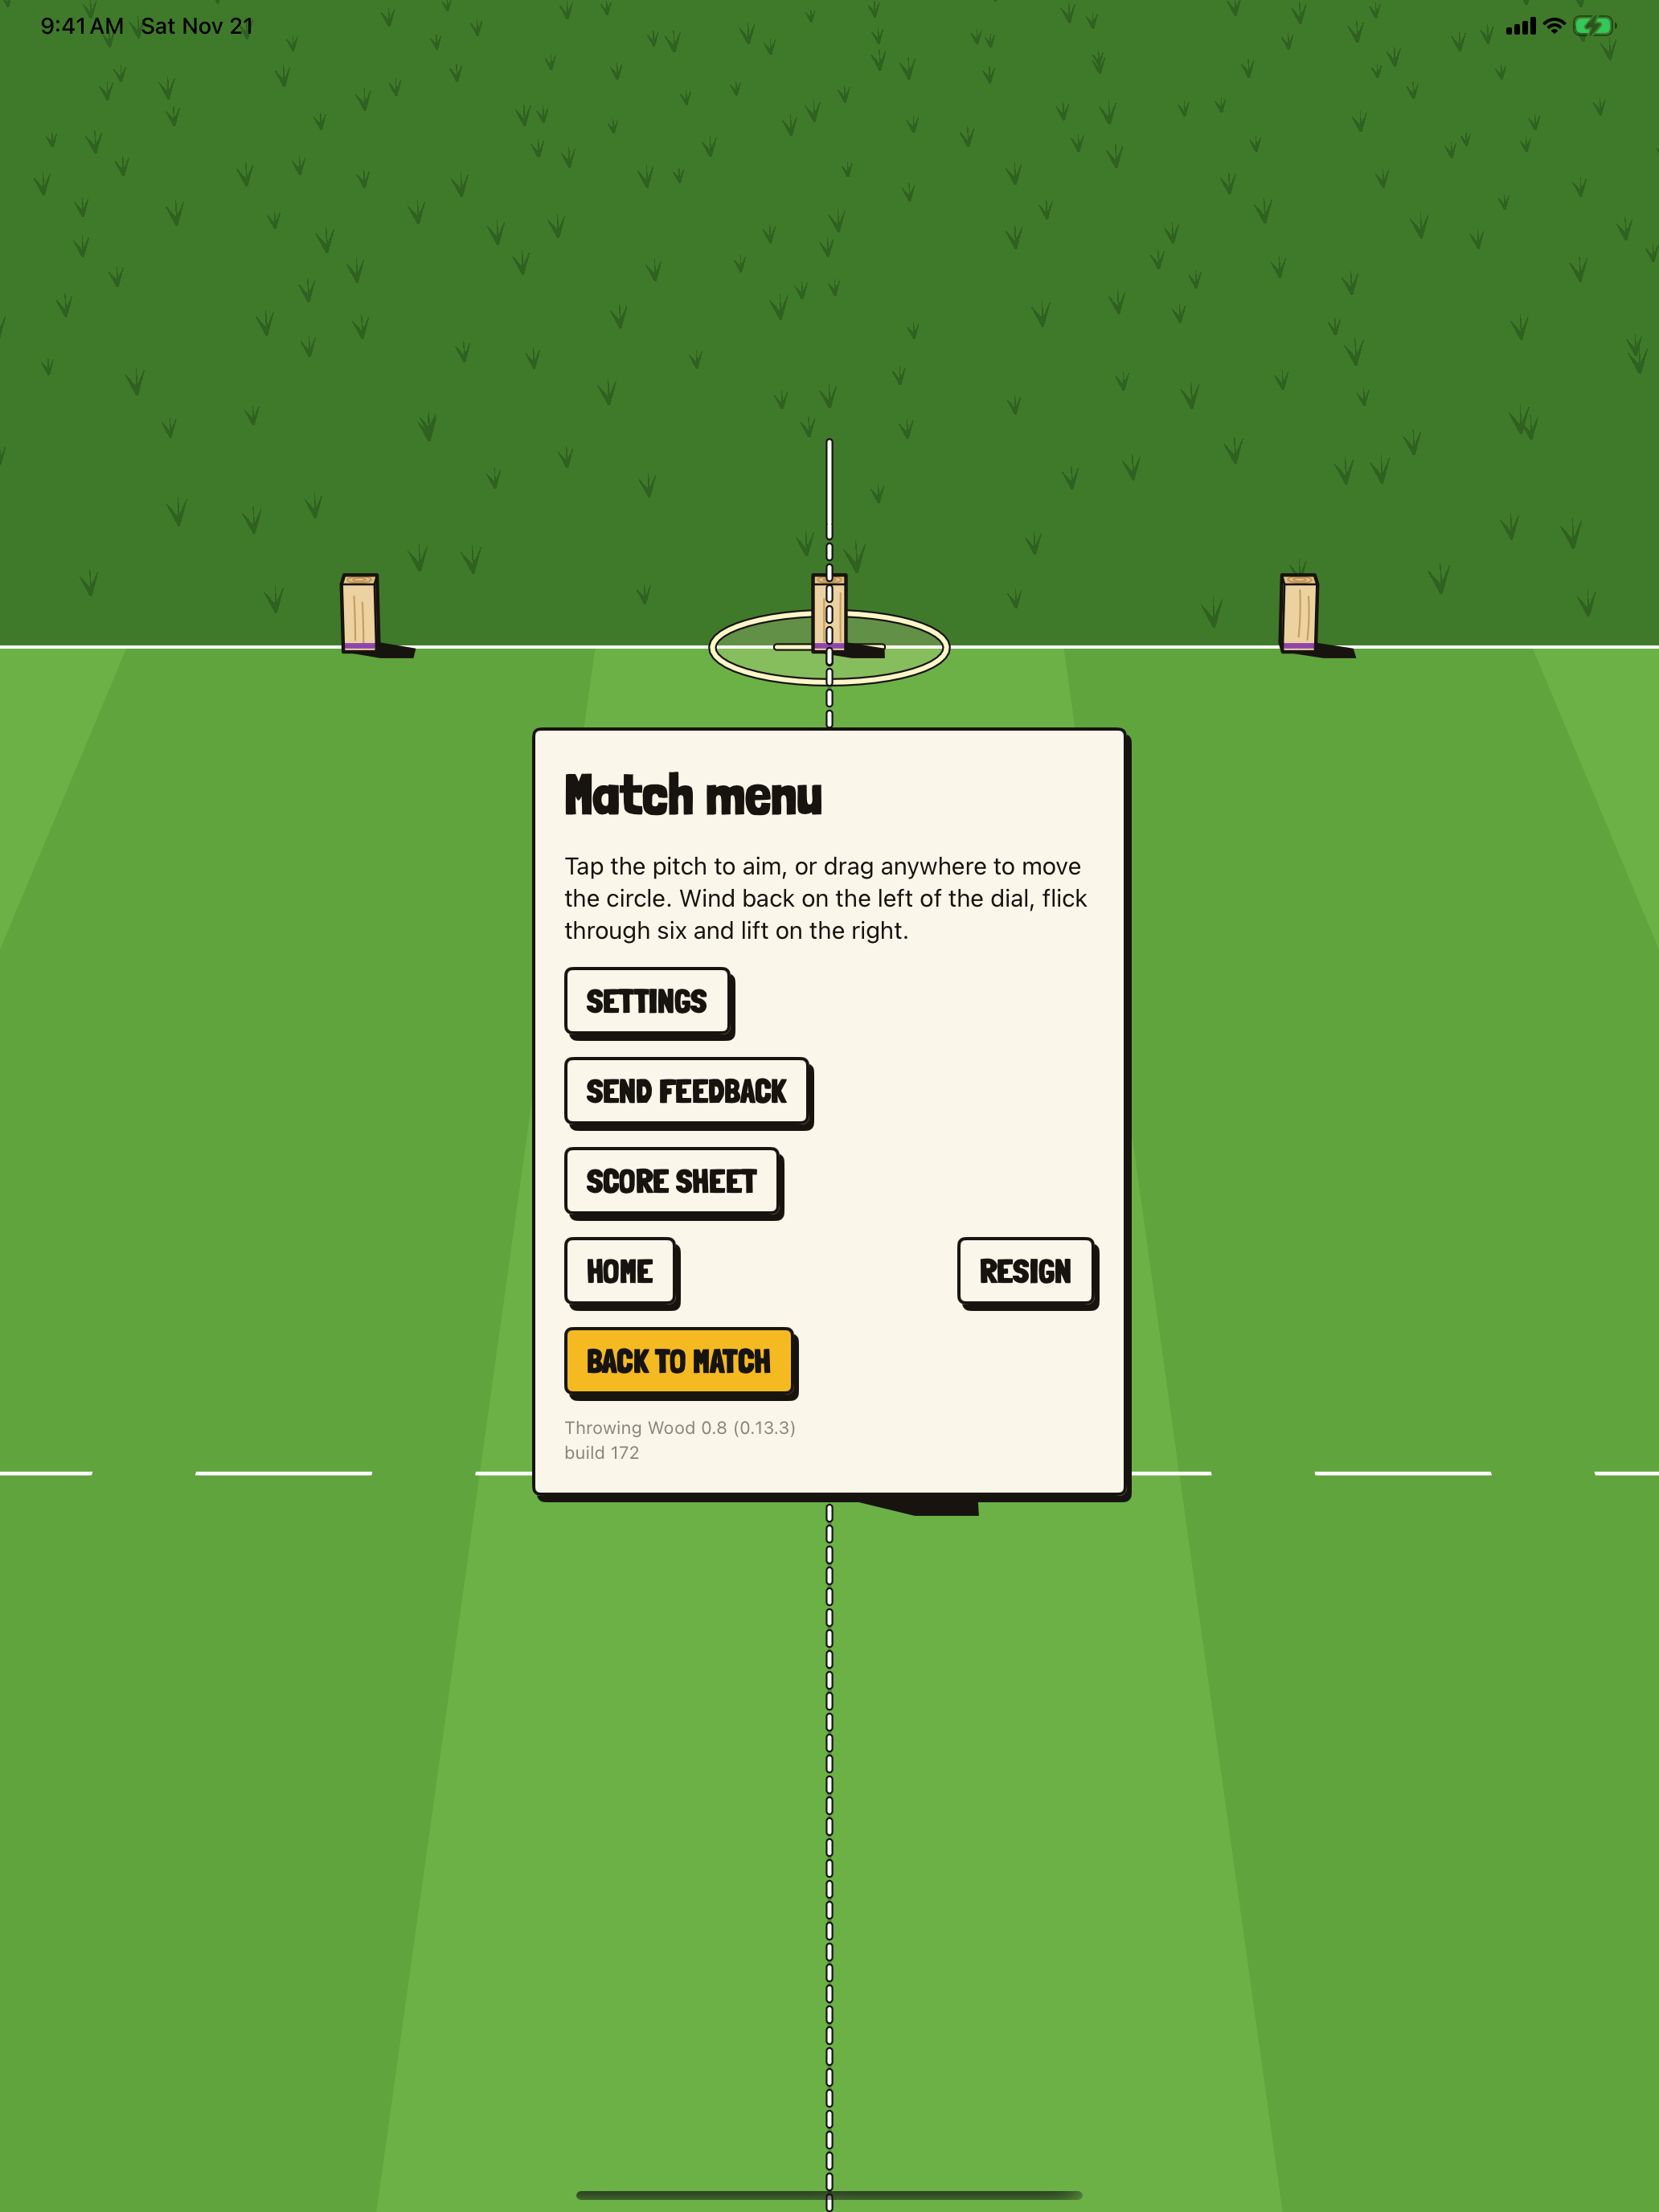 9:41 AM Sat Nov 21
Match menu
Tap the pitch to aim, or drag anywhere to move
the circle. Wind back on the left of the dial, flick
through six and lift on the right.
SETTINGS
SEND FEEDBACK
SCORE SHEET
HOME RESIGN
BACK TO MATCH
Throwing Wood 0.8 (0.13.3)
build 172